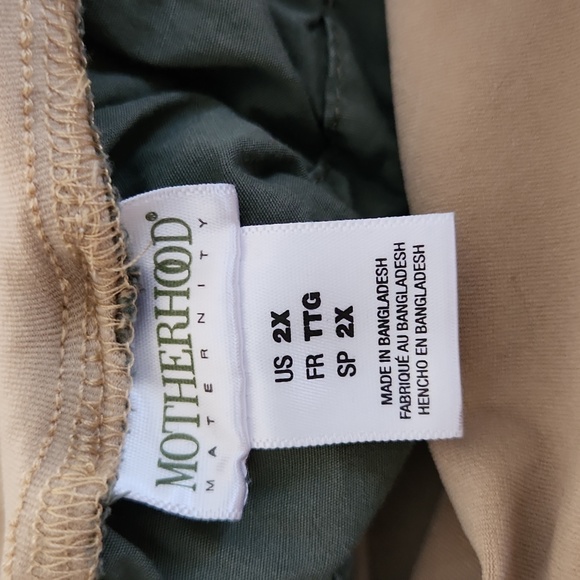 MOTHERHOOD®
MATERNITY
US 2X
FR TTG
SP 2X
MADE IN BANGLADESH
FABRIQUÉ AU BANGLADESH
HENCHO EN BANGLADESH